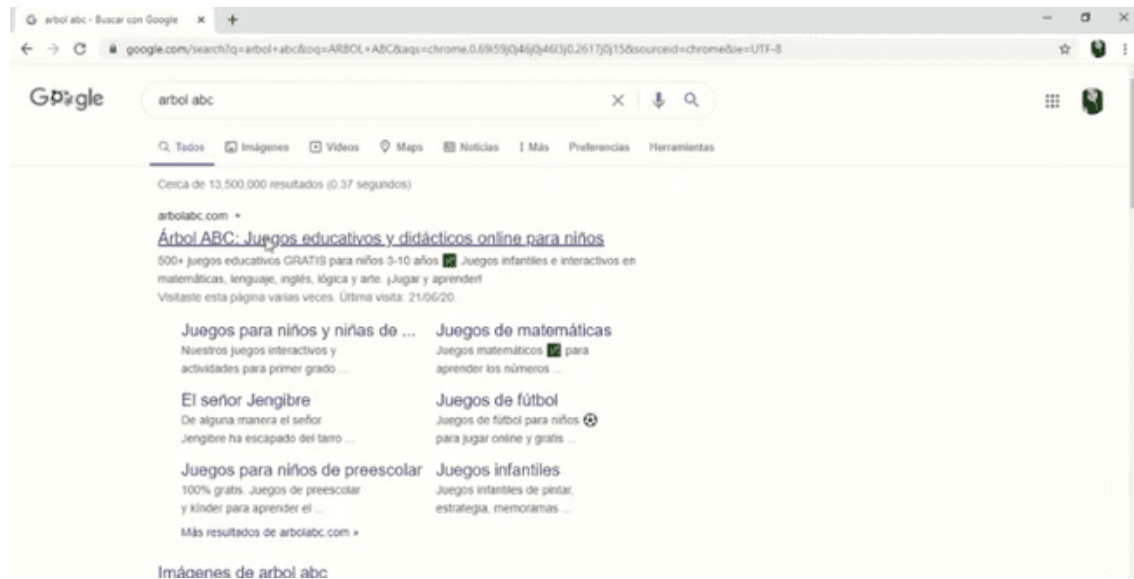 arbol abc - Buscar con Google
google.com/search?q=arbol+abc&oq=ARBOL+ABC&aqs=chrome.0.69i59j0j46j0j46l3j0.2617j0j15&sourceid=chrome&ie=UTF-8
Google
arbol abc
Todos Imágenes Videos Maps Noticias Más Preferencias Herramientas
Cerca de 13,500,000 resultados (0.37 segundos)
arbolabc.com
Árbol ABC: Juegos educativos y didácticos online para niños
500+ juegos educativos GRATIS para niños 3-10 años Juegos infantiles e interactivos en
matemáticas, lenguaje, inglés, lógica y arte. ¡Jugar y aprender!
Visitaste esta página varias veces. Última visita: 21/06/20.
Juegos para niños y niñas de ...
Nuestros juegos interactivos y
actividades para primer grado ...
Juegos de matemáticas
Juegos matemáticos para
aprender los números ...
El señor Jengibre
De alguna manera el señor
Jengibre ha escapado del tarro ...
Juegos de fútbol
Juegos de fútbol para niños
para jugar online y gratis ...
Juegos para niños de preescolar
100% gratis. Juegos de preescolar
y kínder para aprender el ...
Juegos infantiles
Juegos infantiles de pintar,
estrategia, memoramas ...
Más resultados de arbolabc.com »
Imágenes de arbol abc